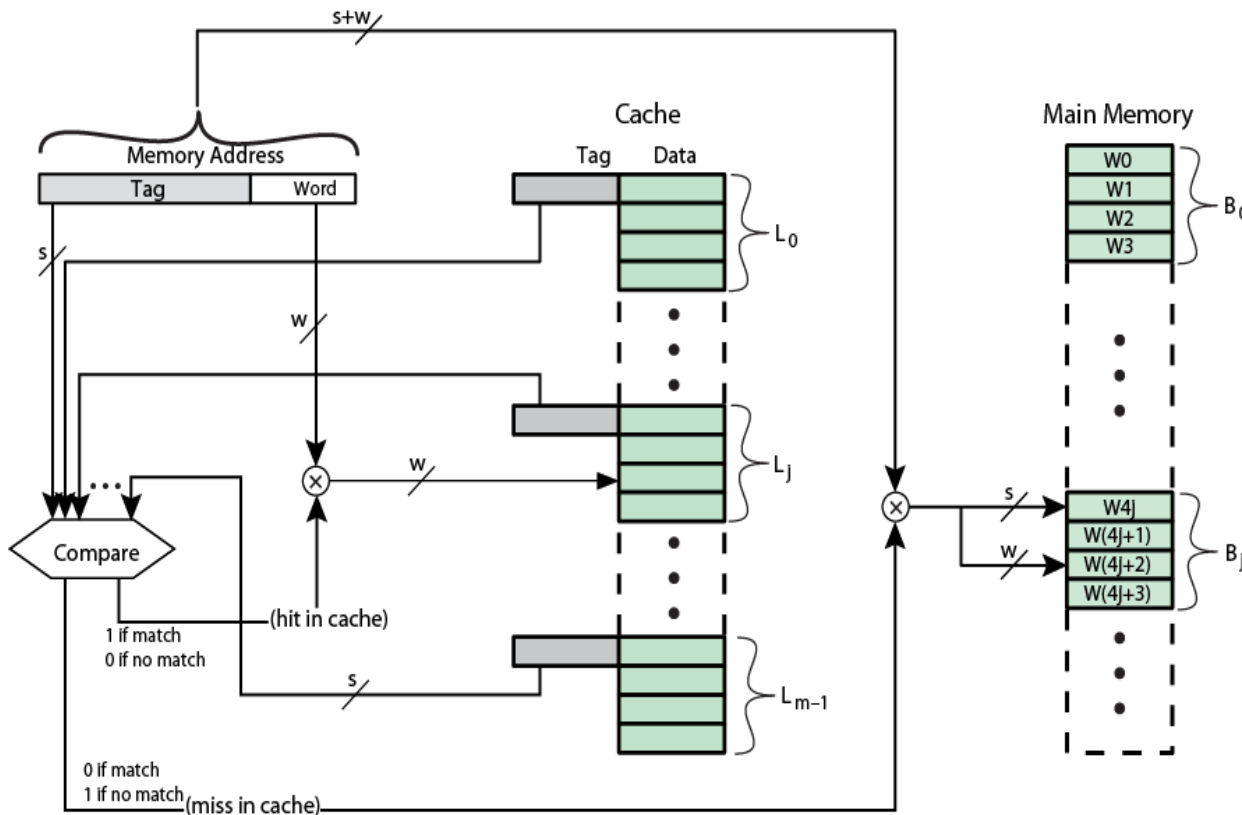 s+w
Cache
Main Memory
Memory Address
Tag Data
Tag Word
W0
W1
W2
W3
B0
L0
s
w
w
Lj
s
w
W4j
W(4j+1)
W(4j+2)
W(4j+3)
Bj
Compare
(hit in cache)
1 if match
0 if no match
s
Lm–1
0 if match
1 if no match
(miss in cache)